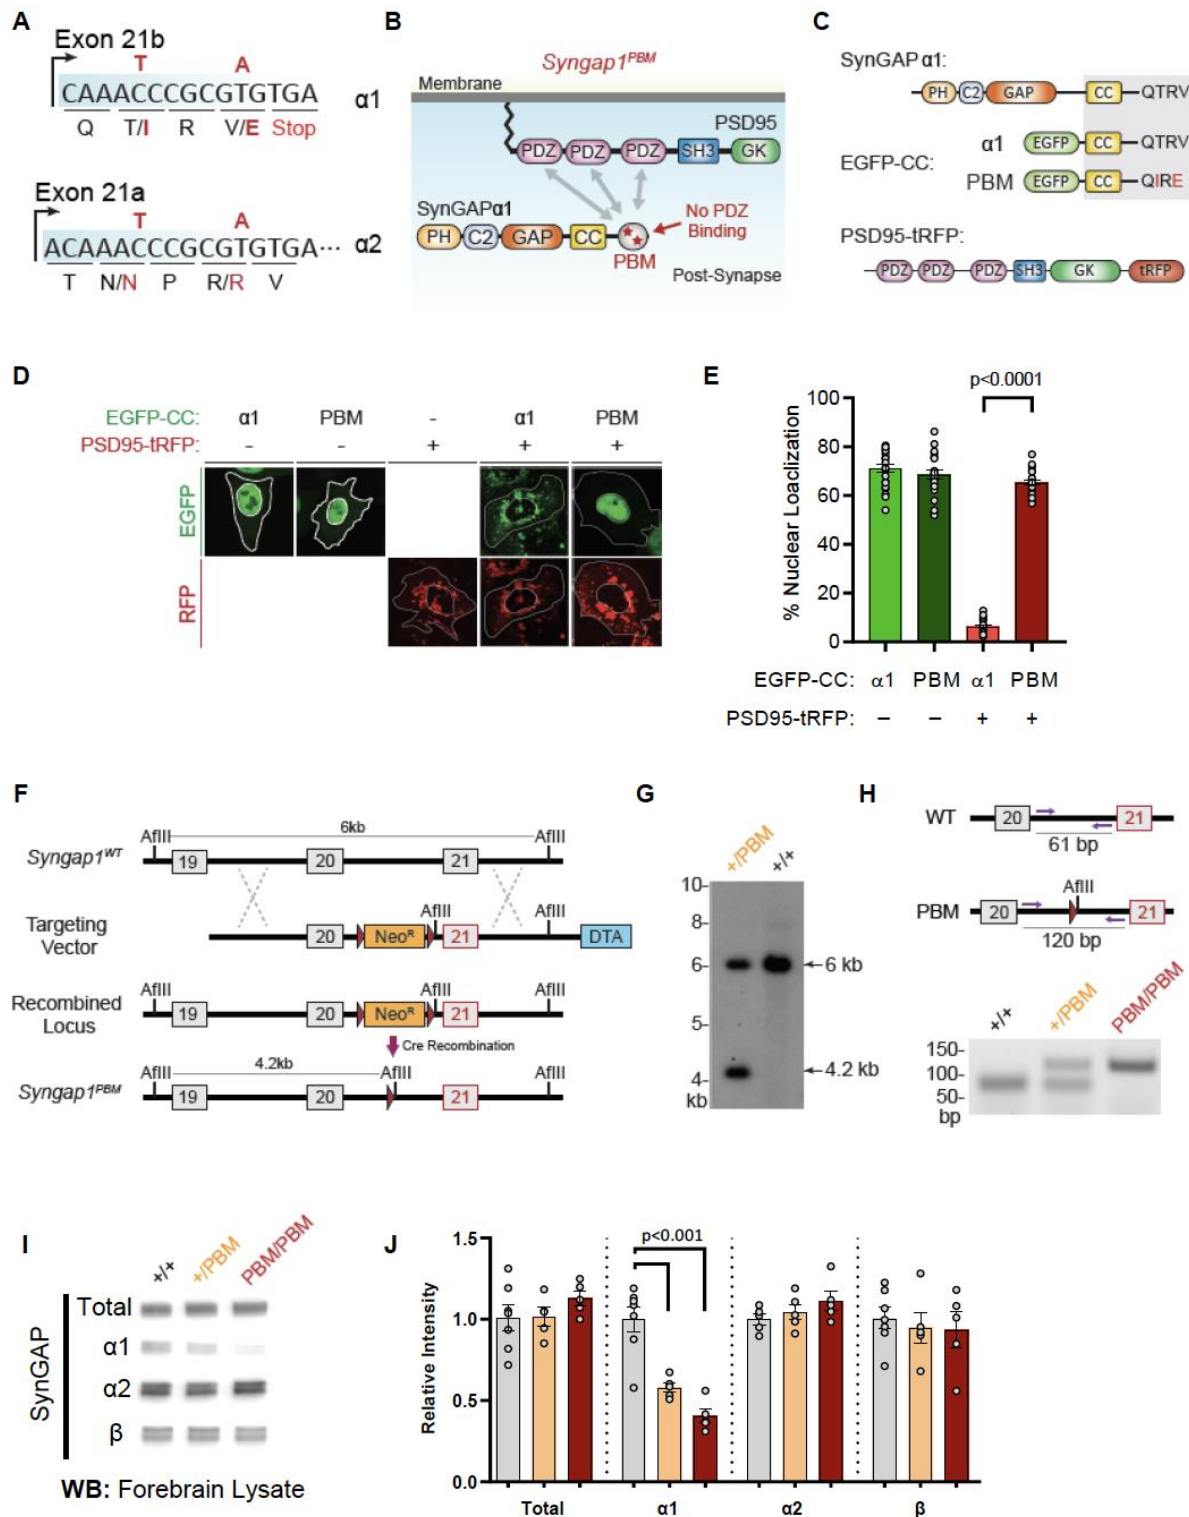 A
Exon 21b
T A
CAAACCCGCGTGTGA α1
Q T/I R V/E Stop
Exon 21a
T A
ACAAACCCGCGTGTGA... α2
T N/N P R/R V
B
Syngap1PBM
Membrane
PSD95
PDZ PDZ PDZ SH3 GK
SynGAPα1
PH C2 GAP CC
No PDZ
Binding
PBM
Post-Synapse
C
SynGAP α1:
PH C2 GAP CC QTRV
α1 EGFP CC QTRV
EGFP-CC:
PBM EGFP CC QIRE
PSD95-tRFP:
PDZ PDZ PDZ SH3 GK tRFP
D
EGFP-CC: α1 PBM - α1 PBM
PSD95-tRFP: - - + + +
EGFP
RFP
E
p<0.0001
% Nuclear Loaclization
100
80
60
40
20
0
EGFP-CC: α1 PBM α1 PBM
PSD95-tRFP: − − + +
F
6kb
AflII AflII
Syngap1WT 19 20 21
Targeting
Vector
AflII AflII
20 NeoR 21 DTA
Recombined
Locus
AflII AflII AflII
19 20 NeoR 21
Cre Recombination
4.2kb
AflII AflII AflII
Syngap1PBM 19 20 21
G
+/PBM +/+
10-
8-
6- 6 kb
5-
4- 4.2 kb
kb
H
WT 20 21
61 bp
AflII
PBM 20 21
120 bp
+/+ +/PBM PBM/PBM
150-
100-
50-
bp
I
+/+ +/PBM PBM/PBM
SynGAP
Total
α1
α2
β
WB: Forebrain Lysate
J
p<0.001
Relative Intensity
1.5
1.0
0.5
0.0
Total α1 α2 β